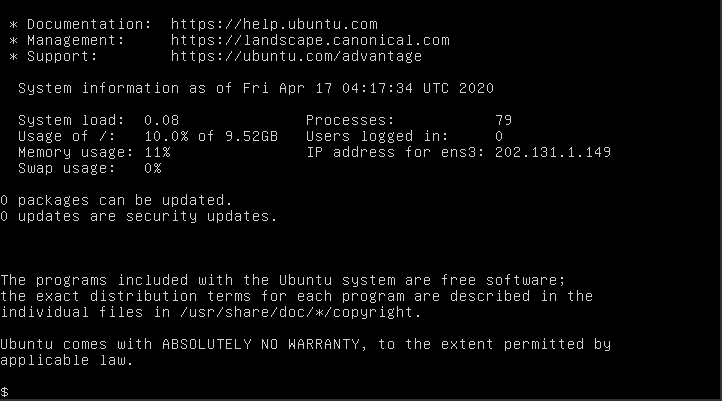 * Documentation:  https://help.ubuntu.com
* Management:     https://landscape.canonical.com
* Support:        https://ubuntu.com/advantage
System information as of Fri Apr 17 04:17:34 UTC 2020
System load:  0.08               Processes:           79
Usage of /:   10.0% of 9.52GB   Users logged in:     0
Memory usage: 11%               IP address for ens3: 202.131.1.149
Swap usage:   0%
0 packages can be updated.
0 updates are security updates.
The programs included with the Ubuntu system are free software;
the exact distribution terms for each program are described in the
individual files in /usr/share/doc/*/copyright.
Ubuntu comes with ABSOLUTELY NO WARRANTY, to the extent permitted by
applicable law.
$